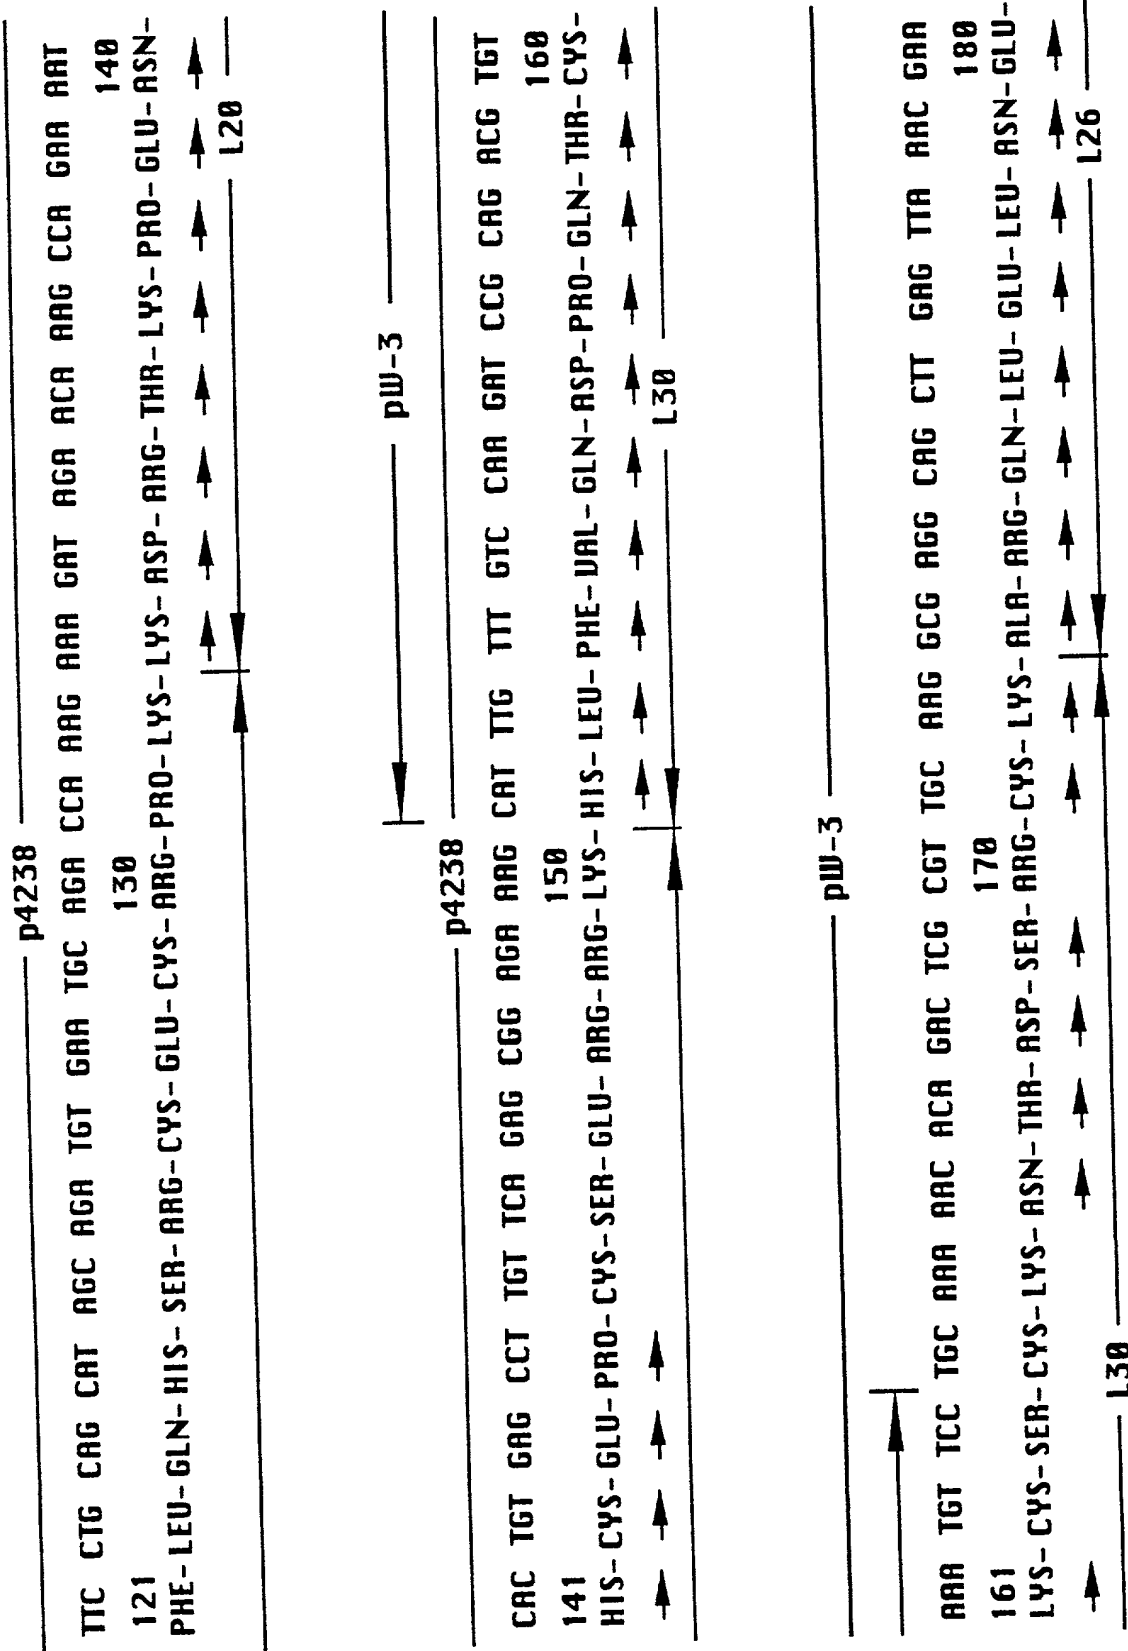 p4238
TTC CTG CAG CAT AGC AGA TGT GAA TGC AGA CCA AAG AAA GAT AGA ACA AAG CCA GAA AAT
121 130 140
PHE-LEU-GLN-HIS-SER-ARG-CYS-GLU-CYS-ARG-PRO-LYS-LYS-ASP-ARG-THR-LYS-PRO-GLU-ASN-
L20
pW-3
p4238
CAC TGT GAG CCT TGT TCA GAG CGG AGA AAG CAT TTG TTT GTC CAA GAT CCG CAG ACG TGT
141 150 160
HIS-CYS-GLU-PRO-CYS-SER-GLU-ARG-ARG-LYS-HIS-LEU-PHE-VAL-GLN-ASP-PRO-GLN-THR-CYS-
L30
pW-3
AAA TGT TCC TGC AAA AAC ACA GAC TCG CGT TGC AAG GCG AGG CAG CTT GAG TTA AAC GAA
161 170 180
LYS-CYS-SER-CYS-LYS-ASN-THR-ASP-SER-ARG-CYS-LYS-ALA-ARG-GLN-LEU-GLU-LEU-ASN-GLU-
L30 L26